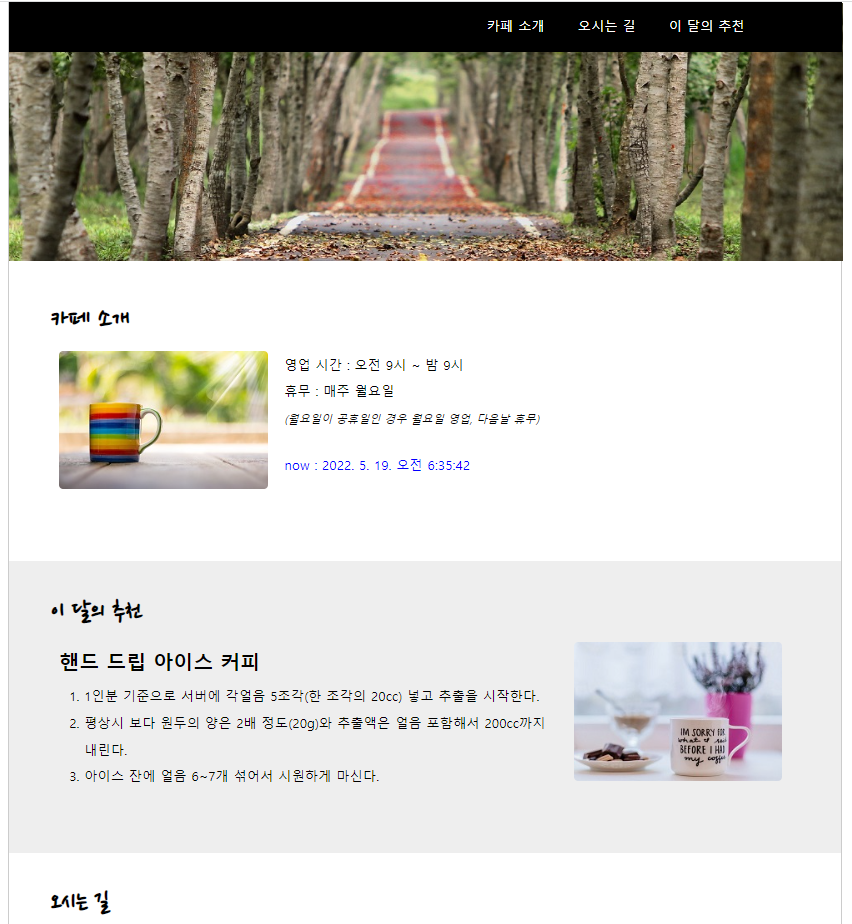 카페 소개 오시는 길 이 달의 추천
카페 소개
영업 시간 : 오전 9시 ~ 밤 9시
휴무 : 매주 월요일
(월요일이 공휴일인 경우 월요일 영업, 다음날 휴무)
now : 2022. 5. 19. 오전 6:35:42
이 달의 추천
핸드 드립 아이스 커피
1. 1인분 기준으로 서버에 각얼음 5조각(한 조각의 20cc) 넣고 추출을 시작한다.
2. 평상시 보다 원두의 양은 2배 정도(20g)와 추출액은 얼음 포함해서 200cc까지
내린다.
3. 아이스 잔에 얼음 6~7개 섞어서 시원하게 마신다.
I'M SORRY FOR
what I said
BEFORE I HAD
my coffee
오시는 길